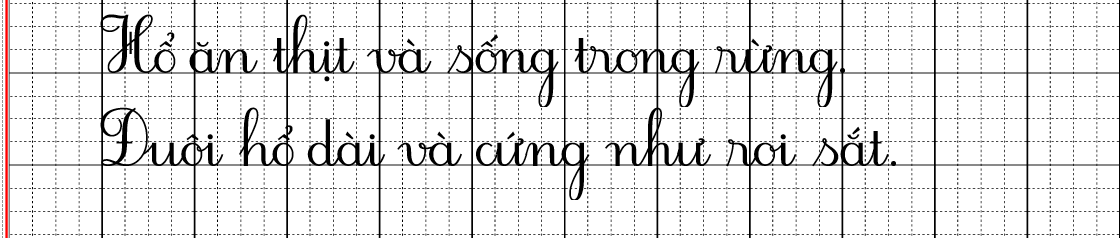 Hổ ăn thịt và sống trong rừng.
Đuôi hổ dài và cứng như roi sắt.